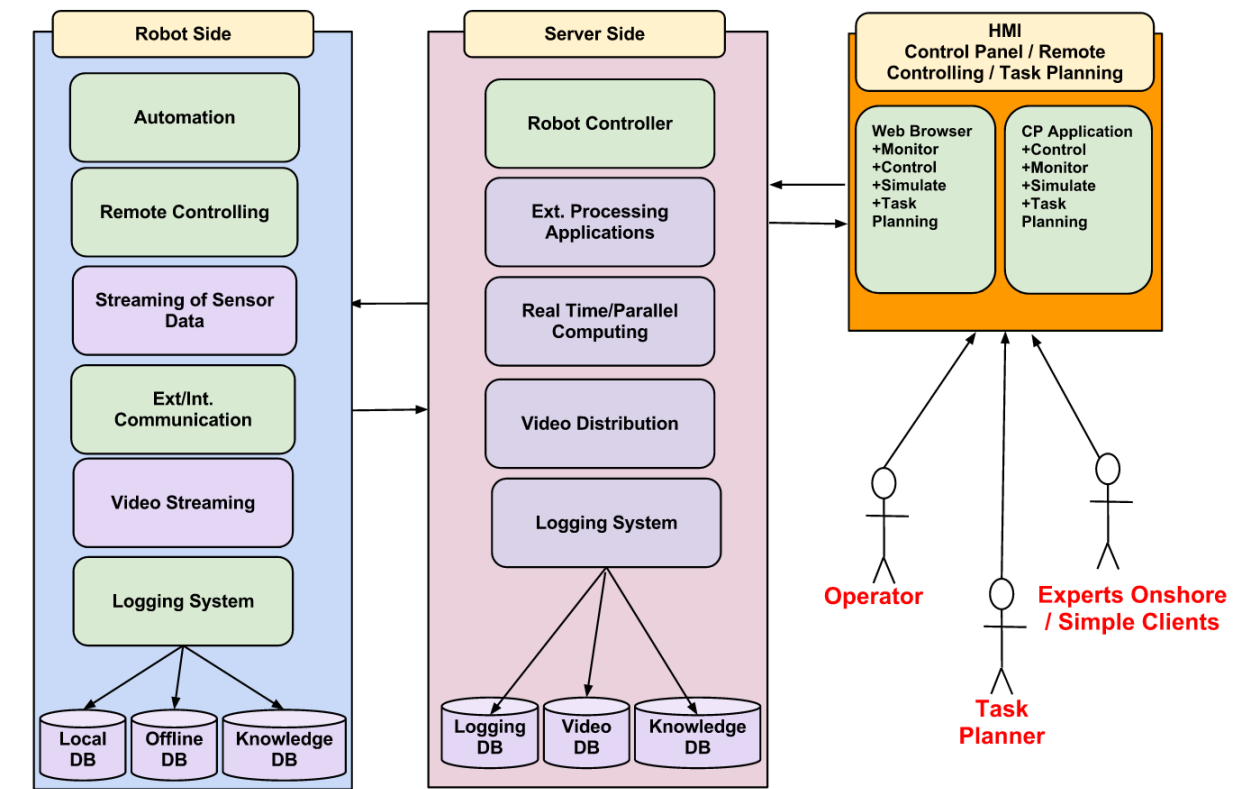 Robot Side
Automation
Remote Controlling
Streaming of Sensor
Data
Ext/Int.
Communication
Video Streaming
Logging System
Local
DB
Offline
DB
Knowledge
DB
Server Side
Robot Controller
Ext. Processing
Applications
Real Time/Parallel
Computing
Video Distribution
Logging System
Logging
DB
Video
DB
Knowledge
DB
HMI
Control Panel / Remote
Controlling / Task Planning
Web Browser
+Monitor
+Control
+Simulate
+Task
Planning
CP Application
+Control
+Monitor
+Simulate
+Task
Planning
Operator
Task
Planner
Experts Onshore
/ Simple Clients